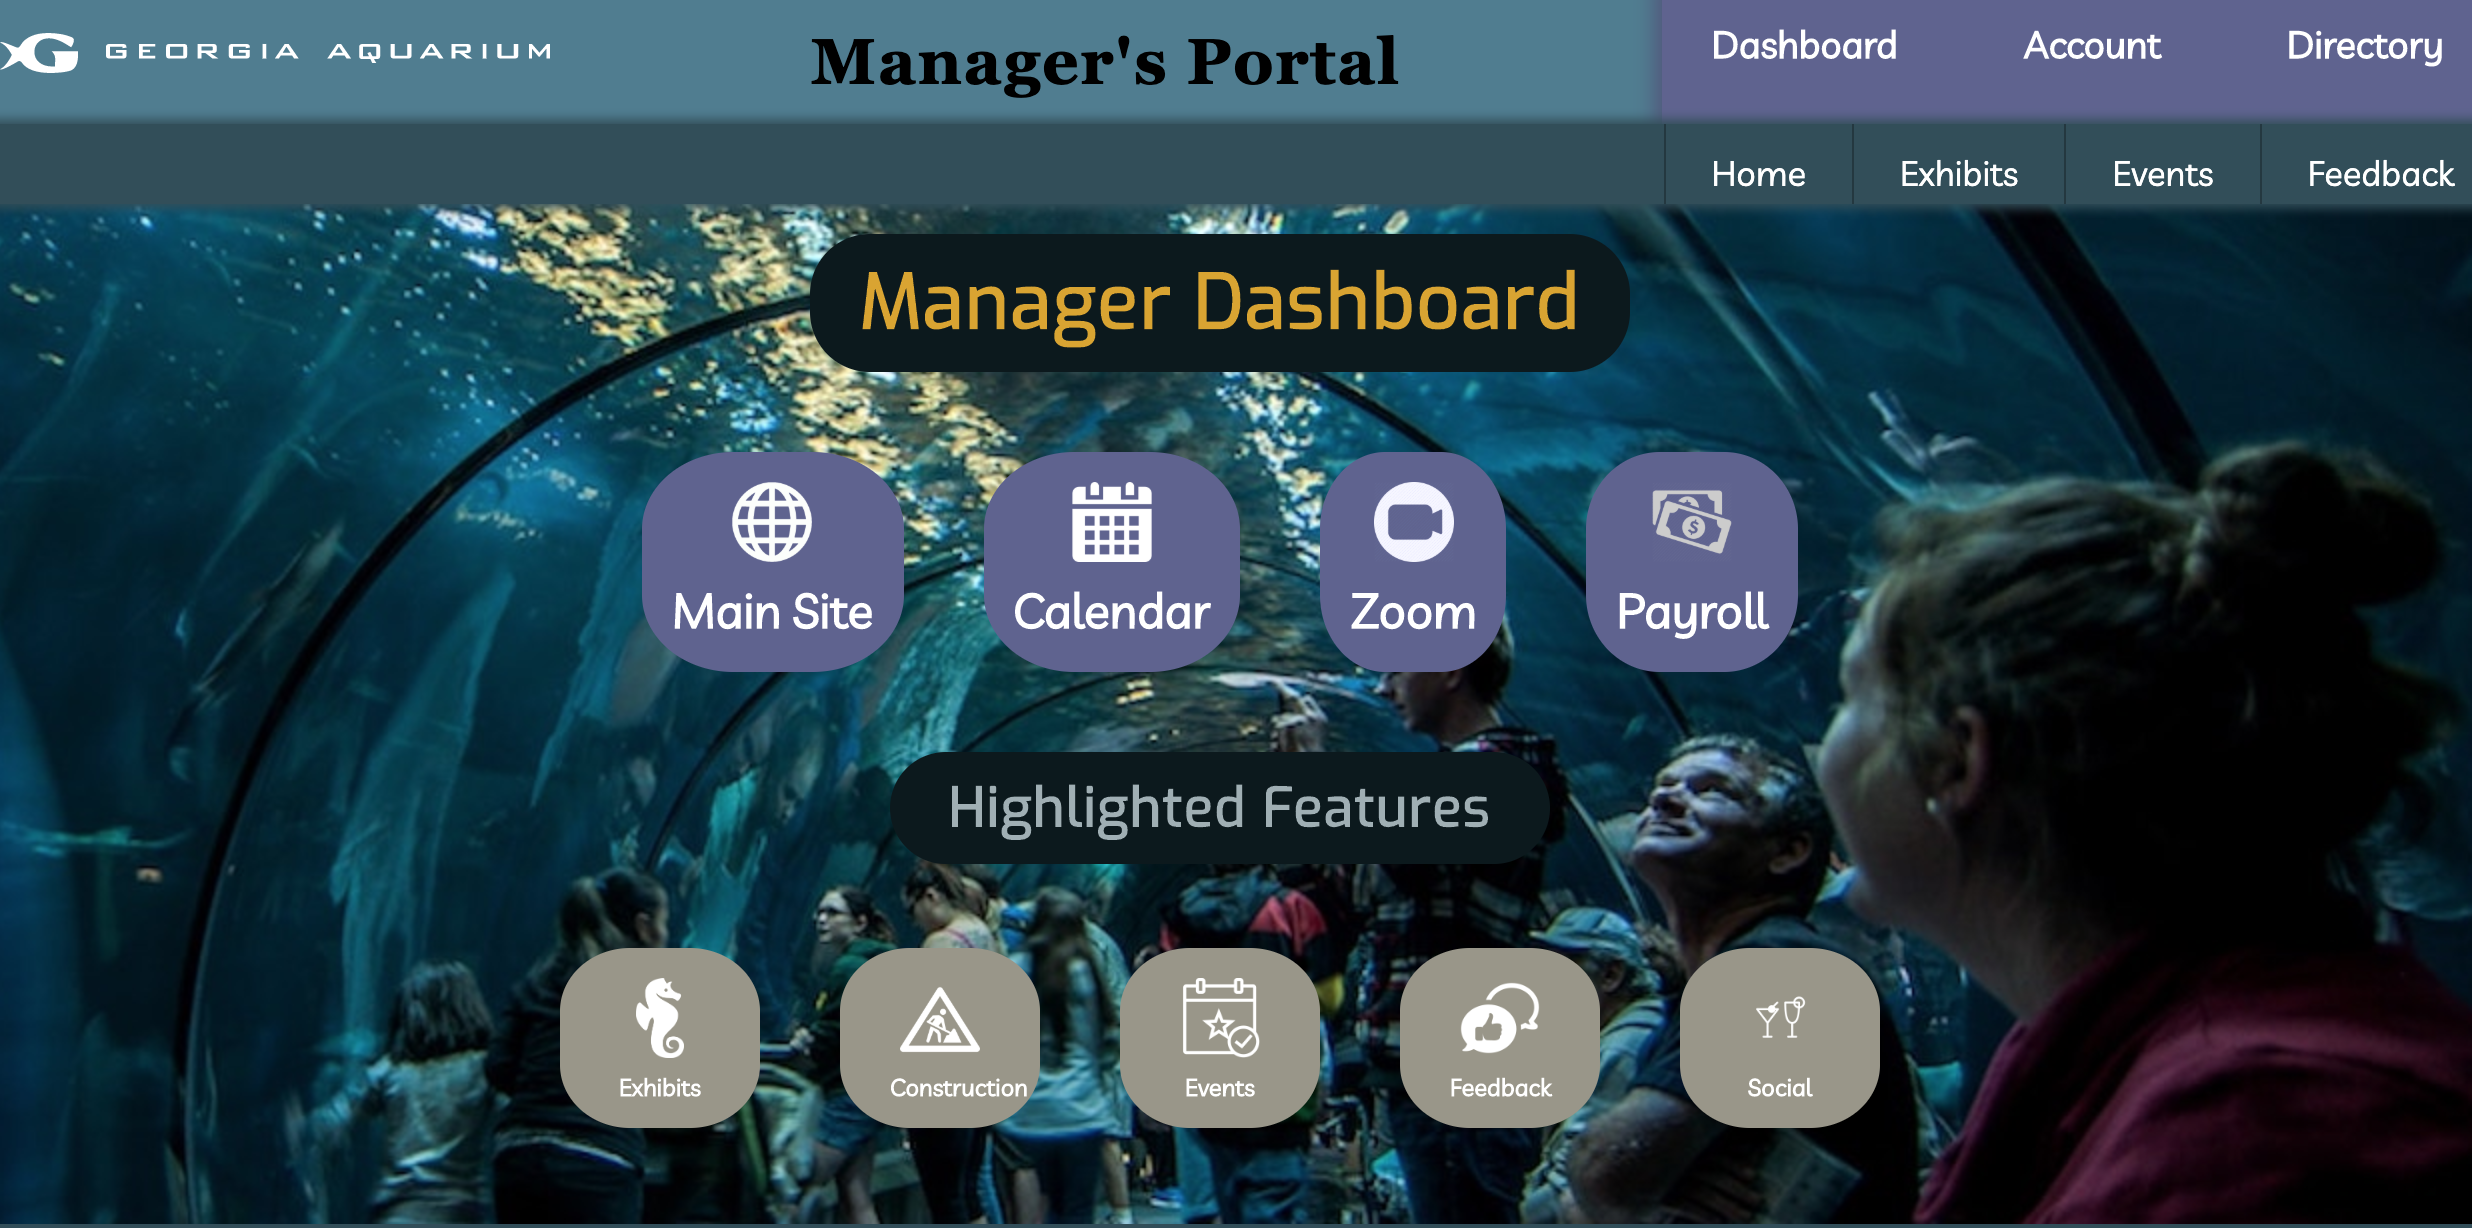 GEORGIA AQUARIUM
Manager's Portal
Dashboard
Account
Directory
Home
Exhibits
Events
Feedback
Manager Dashboard
Main Site
Calendar
Zoom
Payroll
Highlighted Features
Exhibits
Construction
Events
Feedback
Social